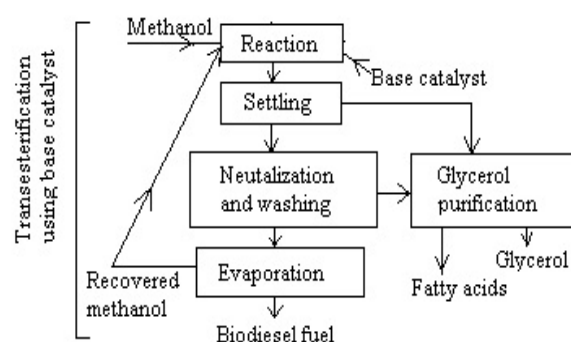 Transesterification
using base catalyst
Methanol
Reaction
Base catalyst
Settling
Neutalization
and washing
Glycerol
purification
Recovered
methanol
Evaporation
Fatty acids
Glycerol
Biodiesel fuel